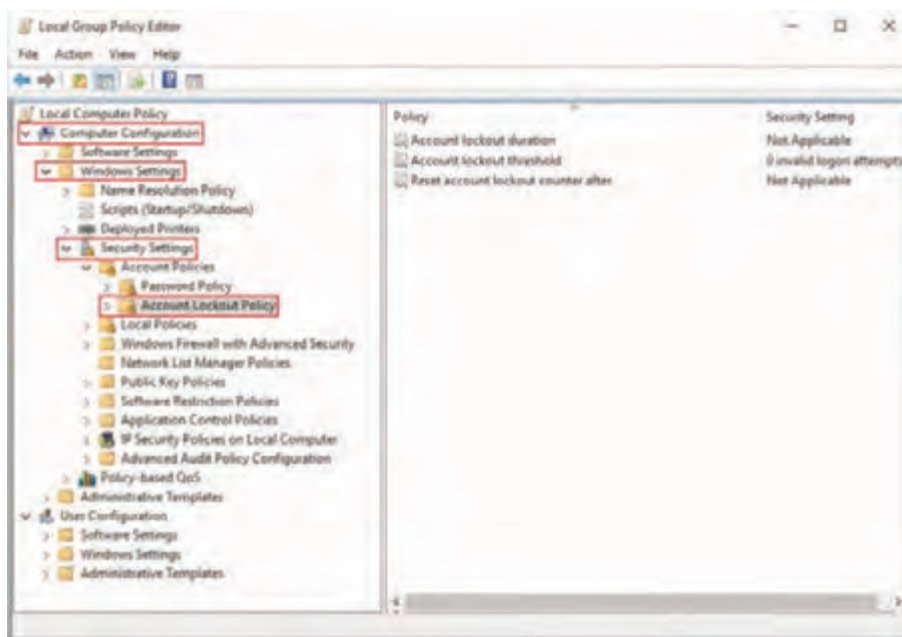 Local Group Policy Editor
File Action View Help
Local Computer Policy
Computer Configuration
Software Settings
Windows Settings
Name Resolution Policy
Scripts (Startup/Shutdown)
Deployed Printers
Security Settings
Account Policies
Password Policy
Account Lockout Policy
Local Policies
Windows Firewall with Advanced Security
Network List Manager Policies
Public Key Policies
Software Restriction Policies
Application Control Policies
IP Security Policies on Local Computer
Advanced Audit Policy Configuration
Policy-based QoS
Administrative Templates
User Configuration
Software Settings
Windows Settings
Administrative Templates
Policy Security Setting
Account lockout duration Not Applicable
Account lockout threshold 0 invalid logon attempts
Reset account lockout counter after Not Applicable